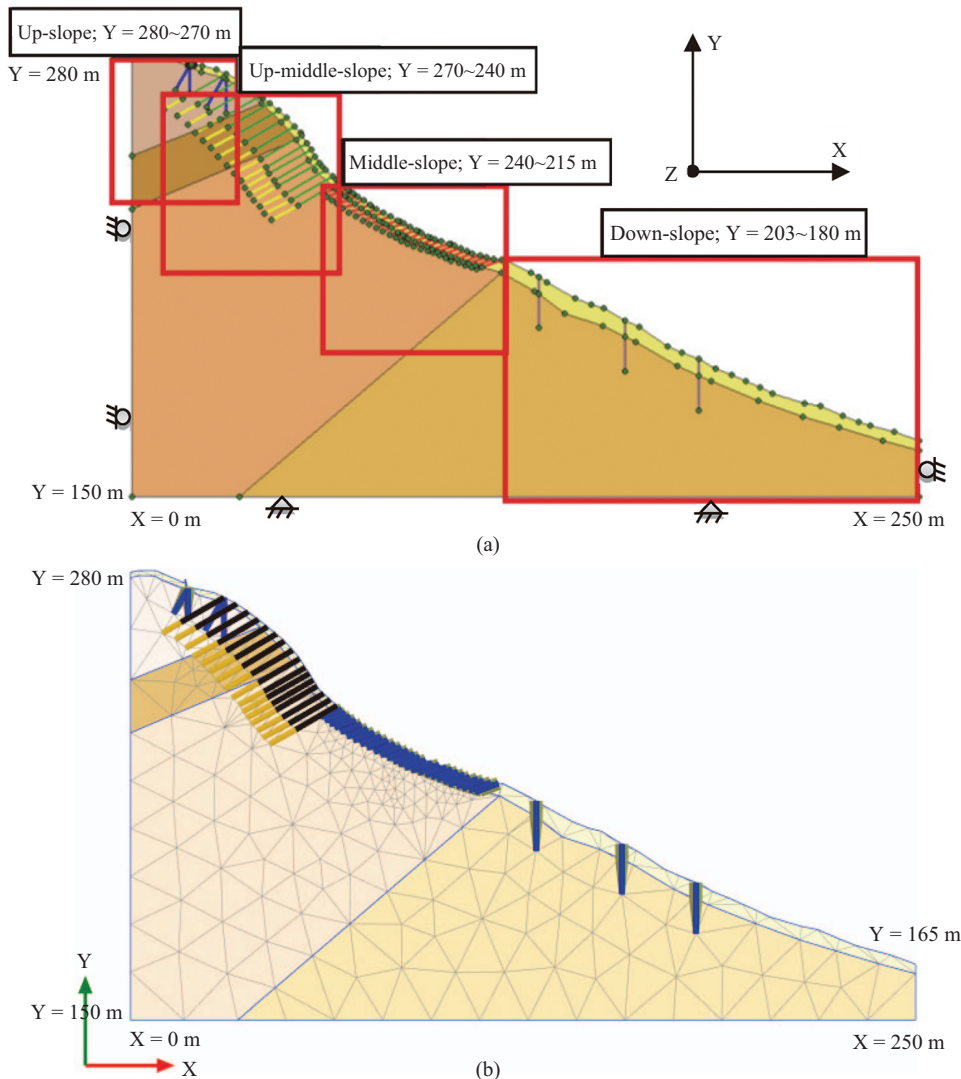 Up-slope; Y = 280~270 m
Y = 280 m
Up-middle-slope; Y = 270~240 m
Y
X
Z
Middle-slope; Y = 240~215 m
Down-slope; Y = 203~180 m
Y = 150 m
X = 0 m
X = 250 m
(a)
Y = 280 m
Y = 165 m
Y
Y = 150 m
X = 0 m
X = 250 m
X
(b)